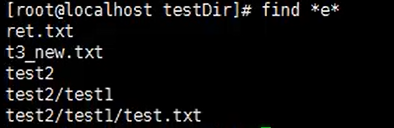 [root@localhost testDir]# find *e*
ret.txt
t3_new.txt
test2
test2/test1
test2/test1/test.txt